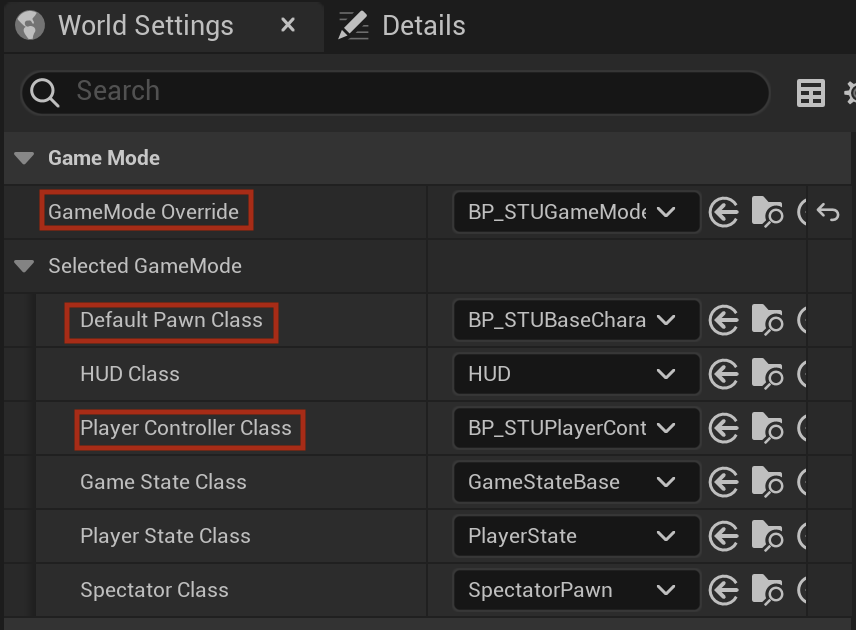 World Settings
Details
Search
Game Mode
GameMode Override
BP_STUGameMode
Selected GameMode
Default Pawn Class
BP_STUBaseChara
HUD Class
HUD
Player Controller Class
BP_STUPlayerCont
Game State Class
GameStateBase
Player State Class
PlayerState
Spectator Class
SpectatorPawn